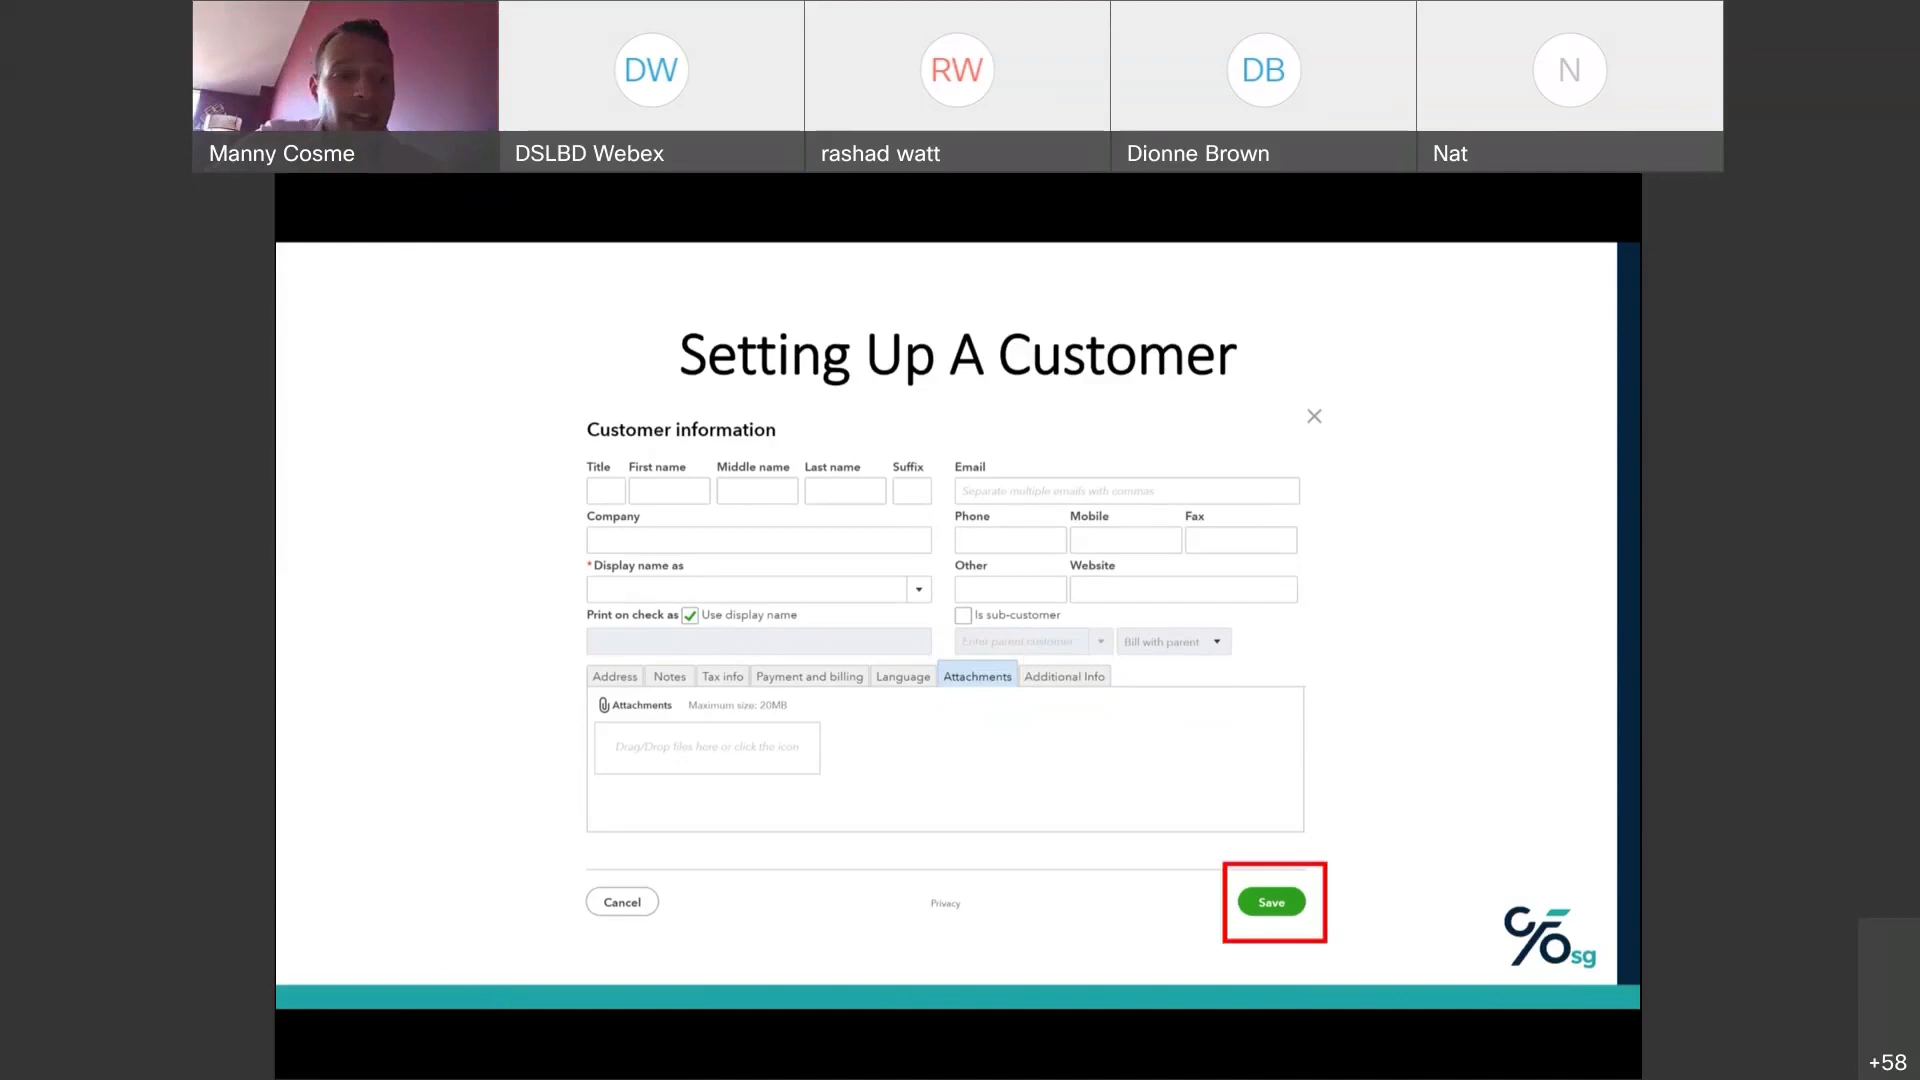 DW
RW
DB
N
Manny Cosme
DSLBD Webex
rashad watt
Dionne Brown
Nat
Setting Up A Customer
Customer information
Title First name Middle name Last name Suffix Email
Separate multiple emails with commas
Company Phone Mobile Fax
*Display name as Other Website
Print on check as Use display name Is sub-customer
Enter parent customer Bill with parent
Address Notes Tax info Payment and billing Language Attachments Additional Info
Attachments Maximum size: 20MB
Drag/Drop files here or click the icon
Cancel Privacy Save
CFO sg
+58